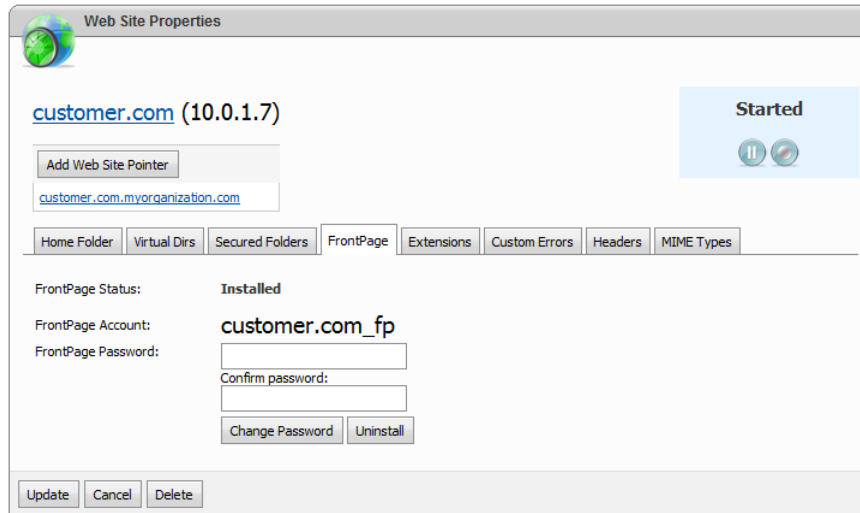 Web Site Properties
customer.com (10.0.1.7)
Started
Add Web Site Pointer
customer.com.myorganization.com
Home Folder Virtual Dirs Secured Folders FrontPage Extensions Custom Errors Headers MIME Types
FrontPage Status: Installed
FrontPage Account: customer.com_fp
FrontPage Password:
Confirm password:
Change Password Uninstall
Update Cancel Delete